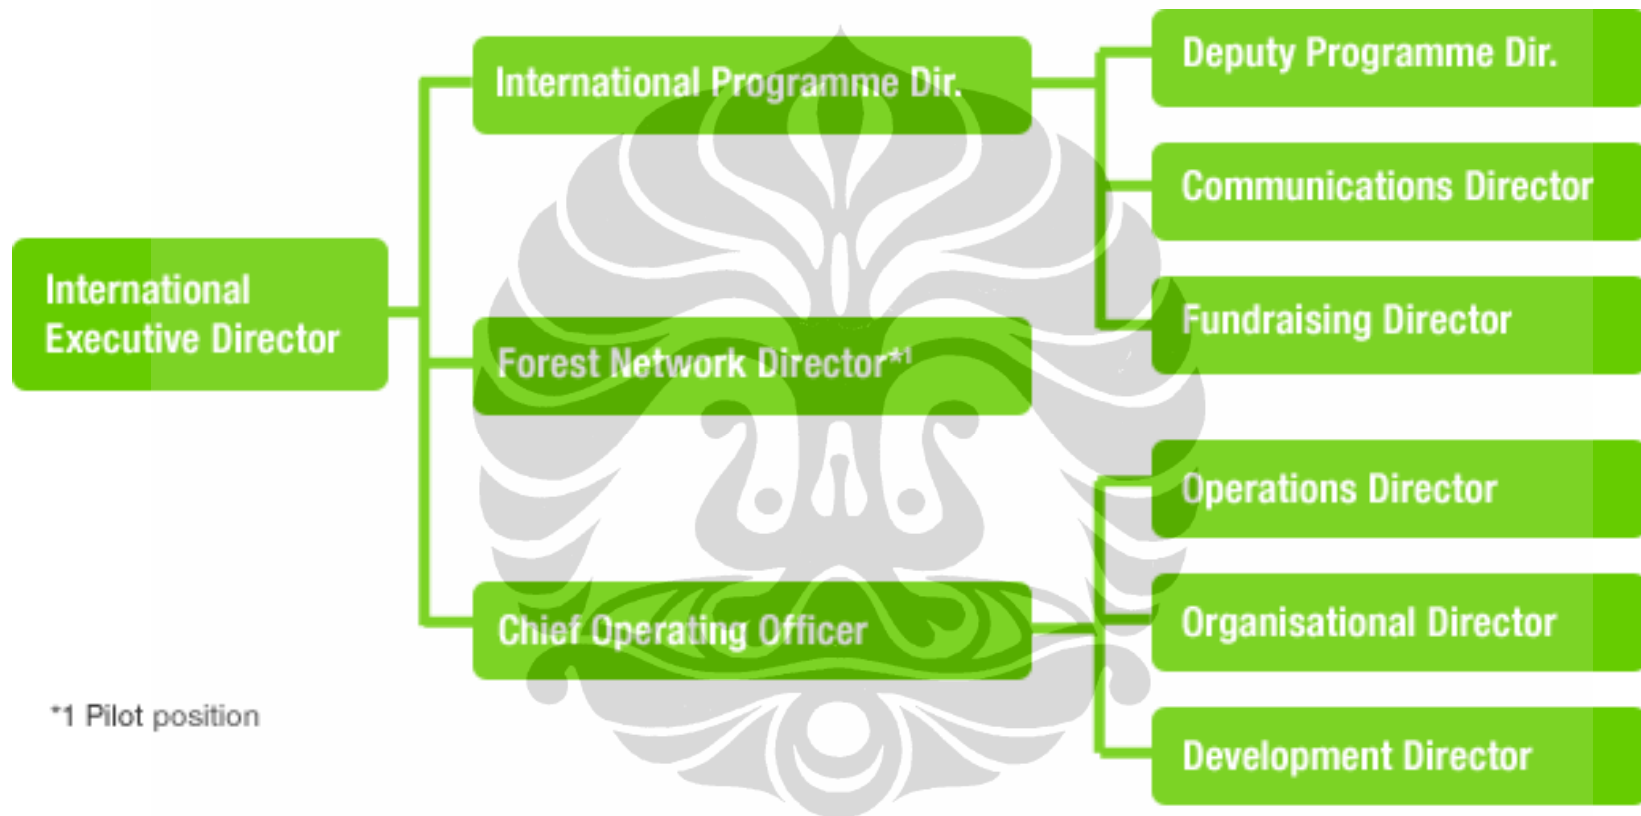 International
Executive Director
International Programme Dir.
Forest Network Director*1
Chief Operating Officer
Deputy Programme Dir.
Communications Director
Fundraising Director
Operations Director
Organisational Director
Development Director
*1 Pilot position